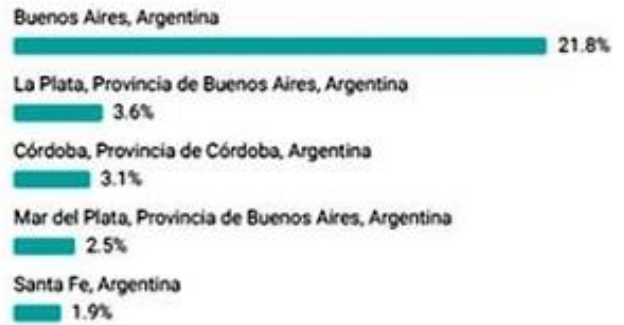 Buenos Aires, Argentina
21.8%
La Plata, Provincia de Buenos Aires, Argentina
3.6%
Córdoba, Provincia de Córdoba, Argentina
3.1%
Mar del Plata, Provincia de Buenos Aires, Argentina
2.5%
Santa Fe, Argentina
1.9%